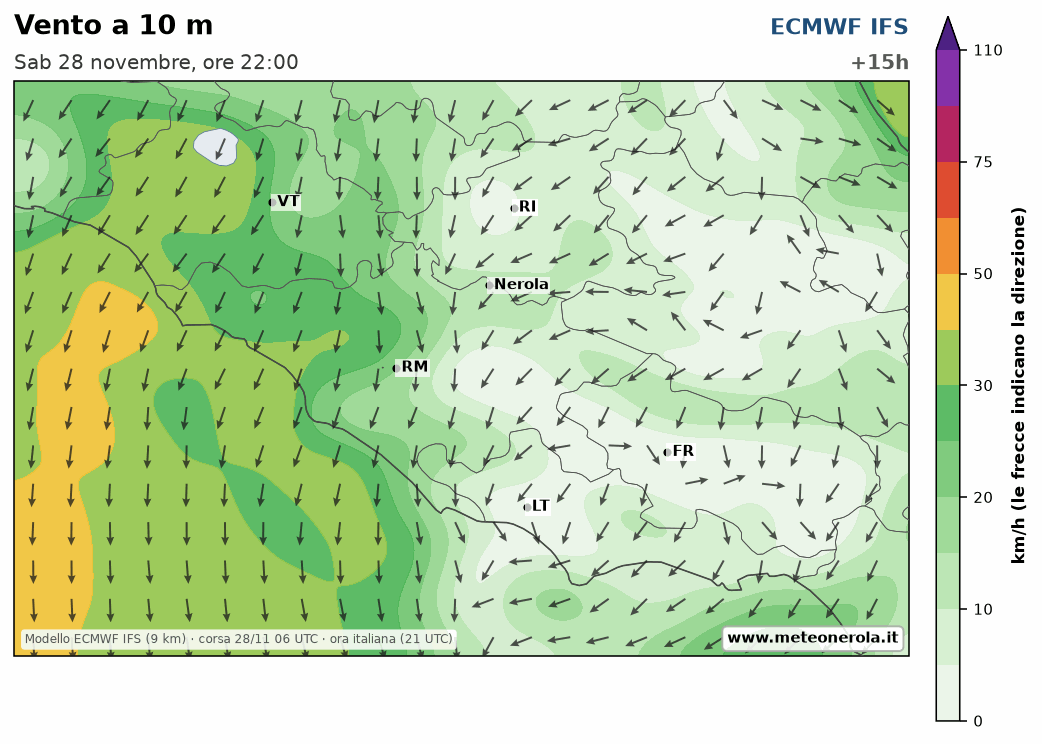 Vento a 10 m
ECMWF IFS
Sab 28 novembre, ore 22:00
+15h
VT
RI
Nerola
RM
FR
LT
110
75
50
30
20
10
0
km/h (le frecce indicano la direzione)
Modello ECMWF IFS (9 km) · corsa 28/11 06 UTC · ora italiana (21 UTC)
www.meteonerola.it